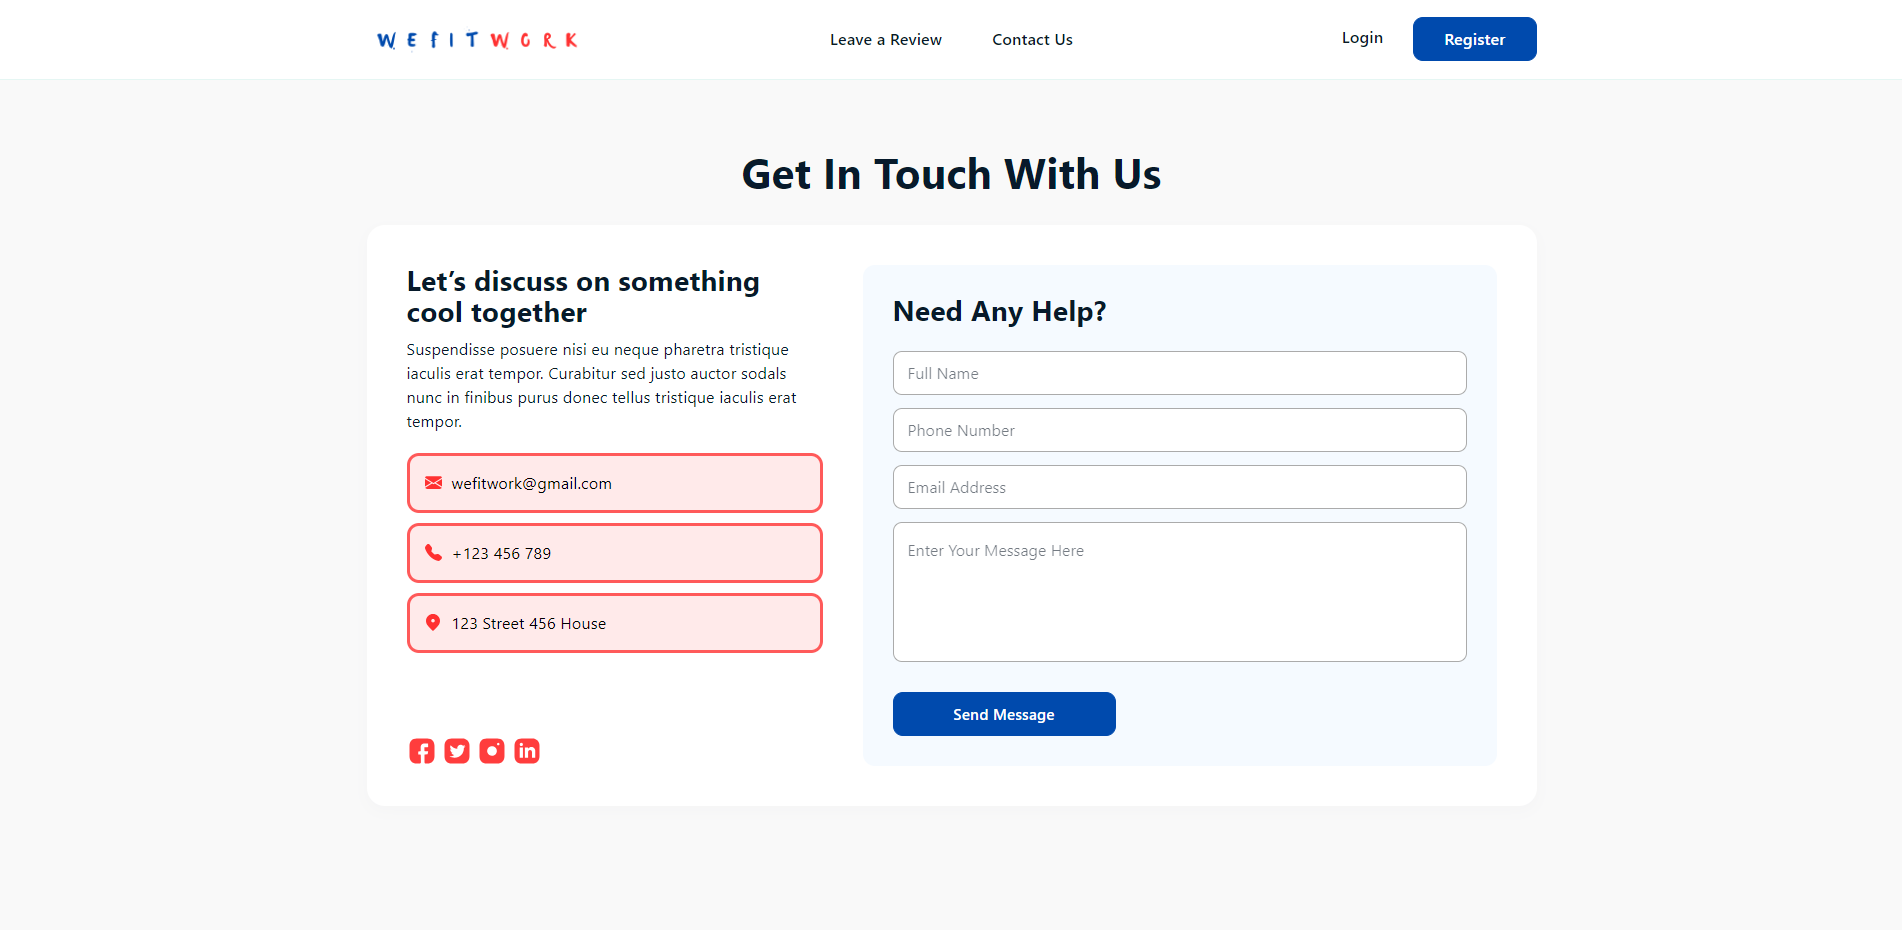 WEFIT WORK
Leave a Review
Contact Us
Login
Register
Get In Touch With Us
Let’s discuss on something
cool together
Suspendisse posuere nisi eu neque pharetra tristique
iaculis erat tempor. Curabitur sed justo auctor sodals
nunc in finibus purus donec tellus tristique iaculis erat
tempor.
wefitwork@gmail.com
+123 456 789
123 Street 456 House
Need Any Help?
Full Name
Phone Number
Email Address
Enter Your Message Here
Send Message